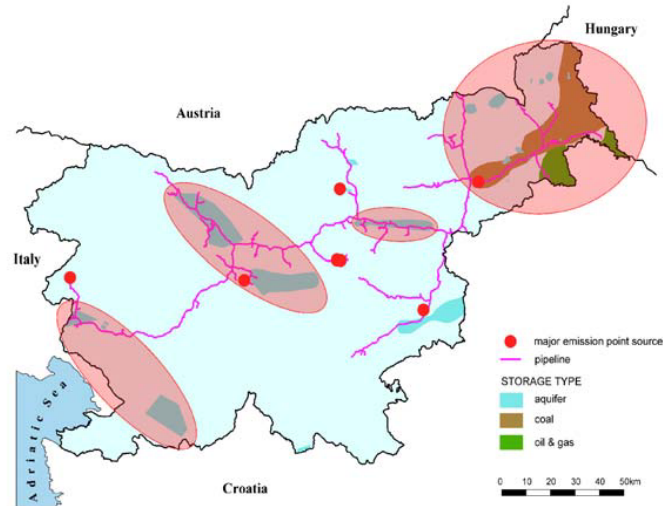 Hungary
Austria
Italy
Adriatic Sea
Croatia
major emission point source
pipeline
STORAGE TYPE
aquifer
coal
oil & gas
0 10 20 30 40 50km